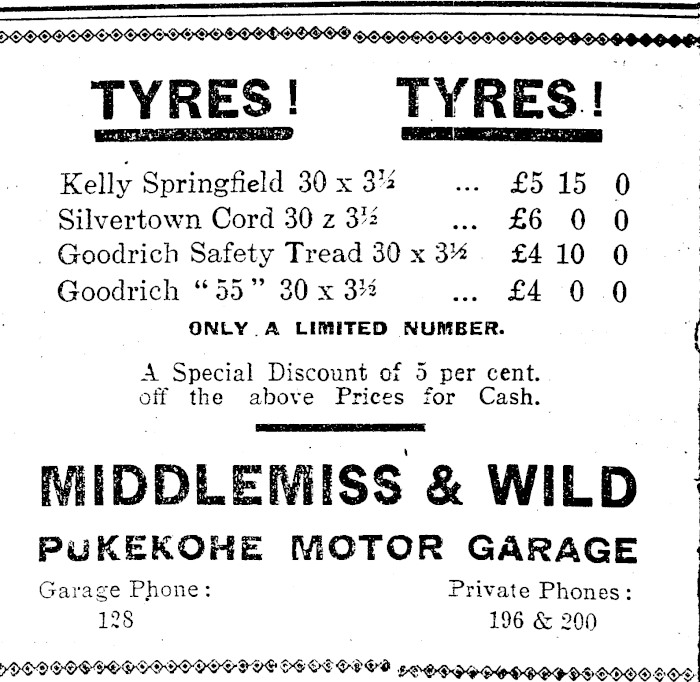 TYRES! TYRES!
Kelly Springfield 30 x 3½ ... £5 15 0
Silvertown Cord 30 z 3½ ... £6 0 0
Goodrich Safety Tread 30 x 3½ £4 10 0
Goodrich "55" 30 x 3½ ... £4 0 0
ONLY A LIMITED NUMBER.
A Special Discount of 5 per cent.
off the above Prices for Cash.
MIDDLEMISS & WILD
PUKEKOHE MOTOR GARAGE
Garage Phone: Private Phones:
128 196 & 200